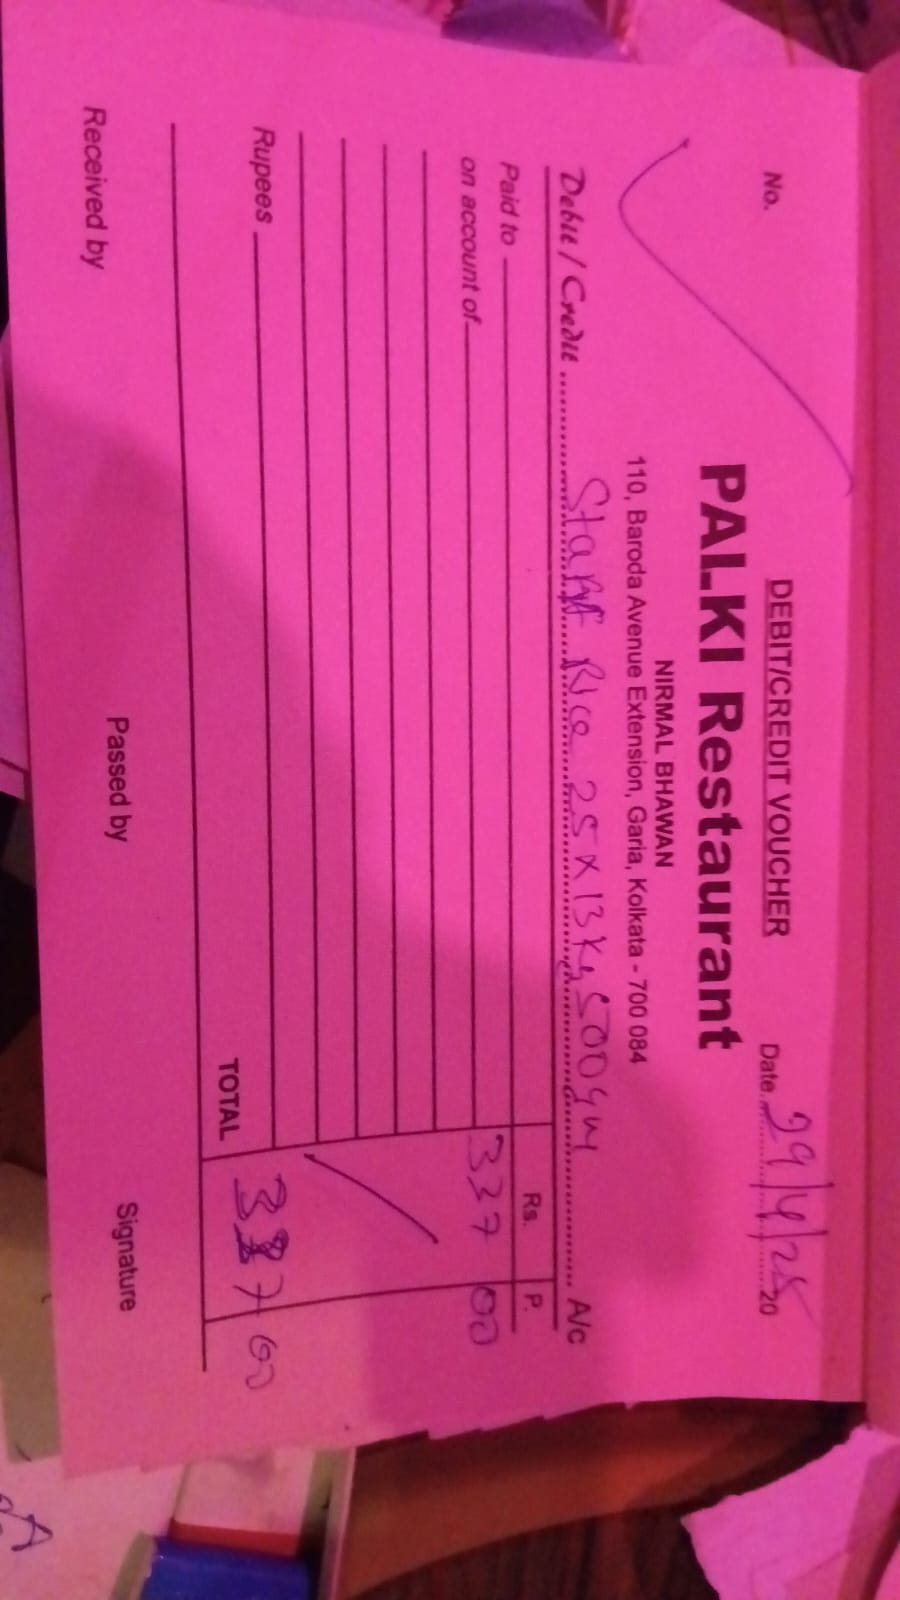 DEBIT/CREDIT VOUCHER
No. Date 29/4/25 20
PALKI Restaurant
NIRMAL BHAWAN
110, Baroda Avenue Extension, Garia, Kolkata - 700 084
Debit / Credit Staff Rice 25 x 13 Kg 500 gm A/c
Rs. P.
Paid to
on account of 337 00
Rupees
TOTAL 337 00
Received by Passed by Signature